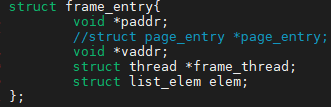 struct frame_entry{
void *paddr;
//struct page_entry *page_entry;
void *vaddr;
struct thread *frame_thread;
struct list_elem elem;
};